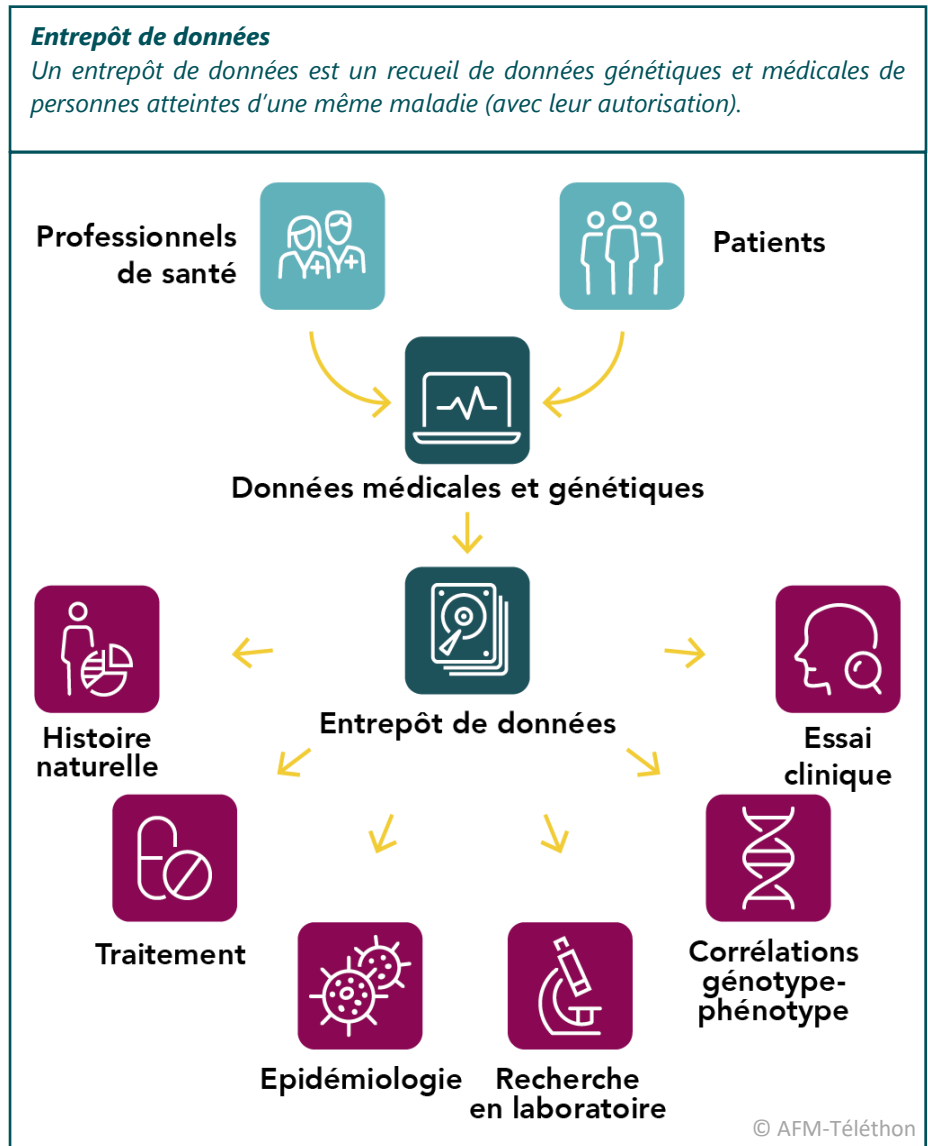 Entrepôt de données
Un entrepôt de données est un recueil de données génétiques et médicales de
personnes atteintes d'une même maladie (avec leur autorisation).
Professionnels
de santé
Patients
Données médicales et génétiques
Entrepôt de données
Histoire
naturelle
Essai
clinique
Traitement
Corrélations
génotype-
phénotype
Epidémiologie
Recherche
en laboratoire
© AFM-Téléthon